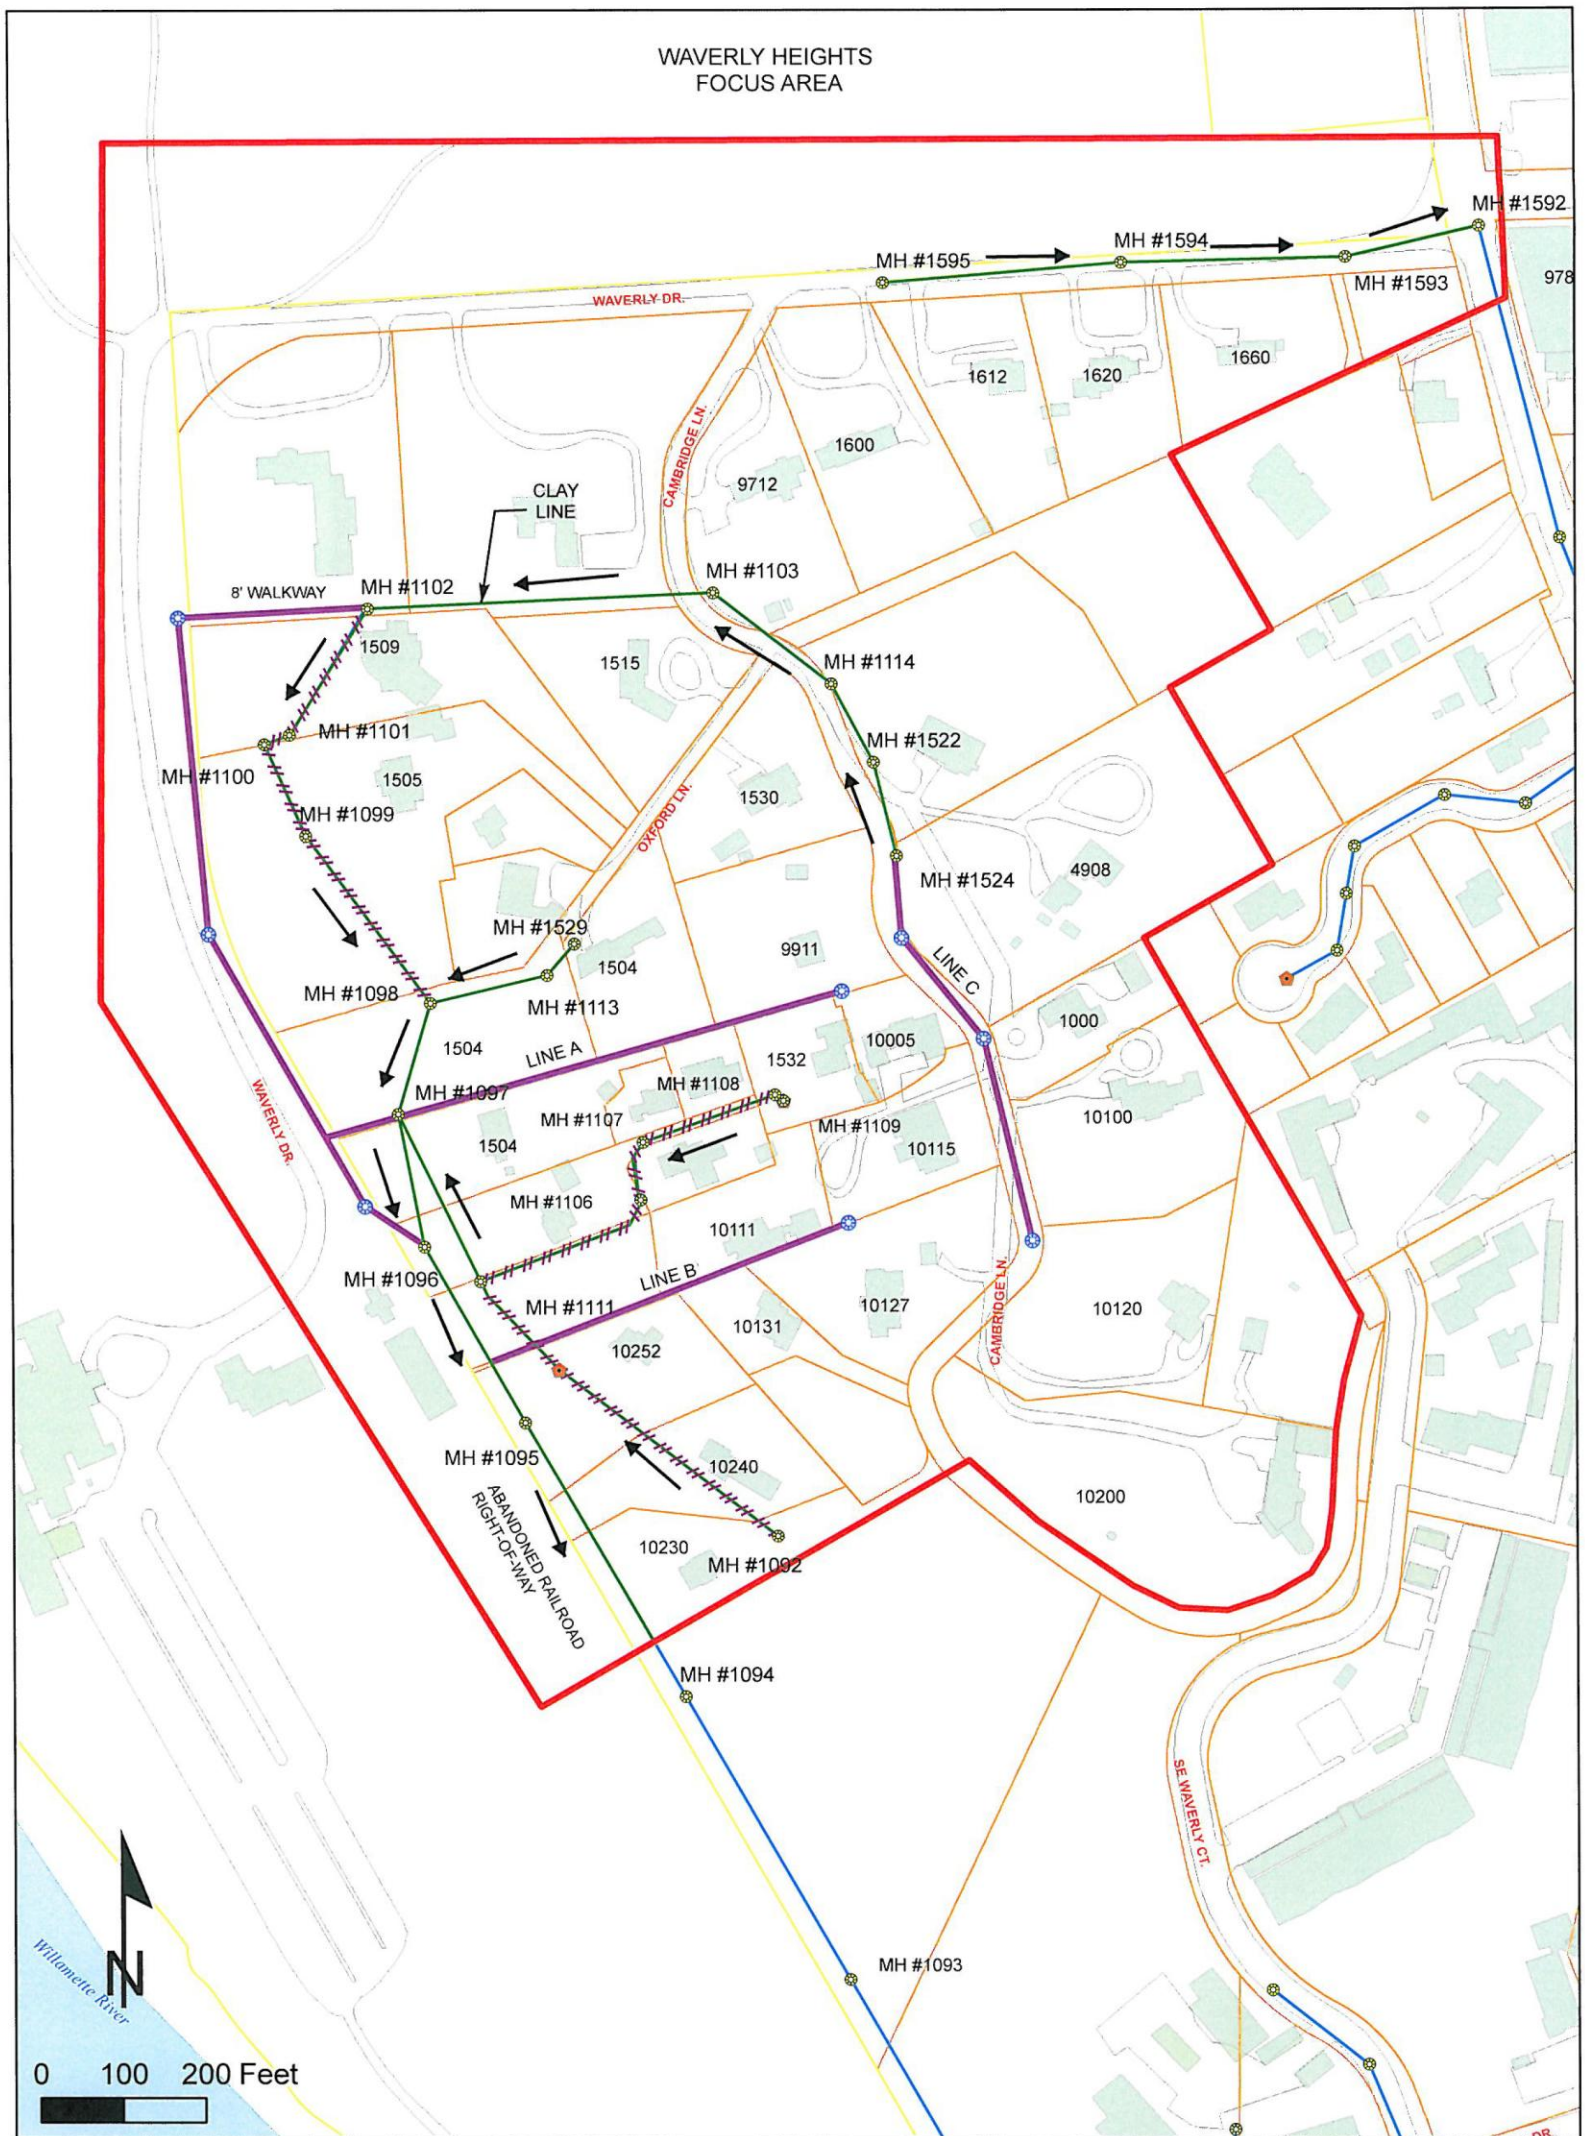 WAVERLY HEIGHTS
FOCUS AREA
MH #1592
MH #1594
MH #1595
MH #1593
978
WAVERLY DR.
1660
1612
1620
CAMBRIDGE LN.
1600
9712
CLAY
LINE
MH #1103
8' WALKWAY
MH #1102
1509
1515
MH #1114
MH #1101
MH #1522
MH #1100
1505
1530
MH #1099
OXFORD LN.
4908
MH #1524
MH #1529
9911
1504
LINE C
MH #1098
MH #1113
1000
10005
1504
LINE A
1532
MH #1108
MH #1097
MH #1107
10100
WAVERLY DR.
1504
MH #1109
10115
MH #1106
10111
MH #1096
LINE B
MH #1111
10127
CAMBRIDGE LN.
10120
10131
10252
MH #1095
10240
ABANDONED RAILROAD
RIGHT-OF-WAY
10200
10230
MH #1092
MH #1094
SE WAVERLY CT.
MH #1093
Willamette River
N
0 100 200 Feet
DR.